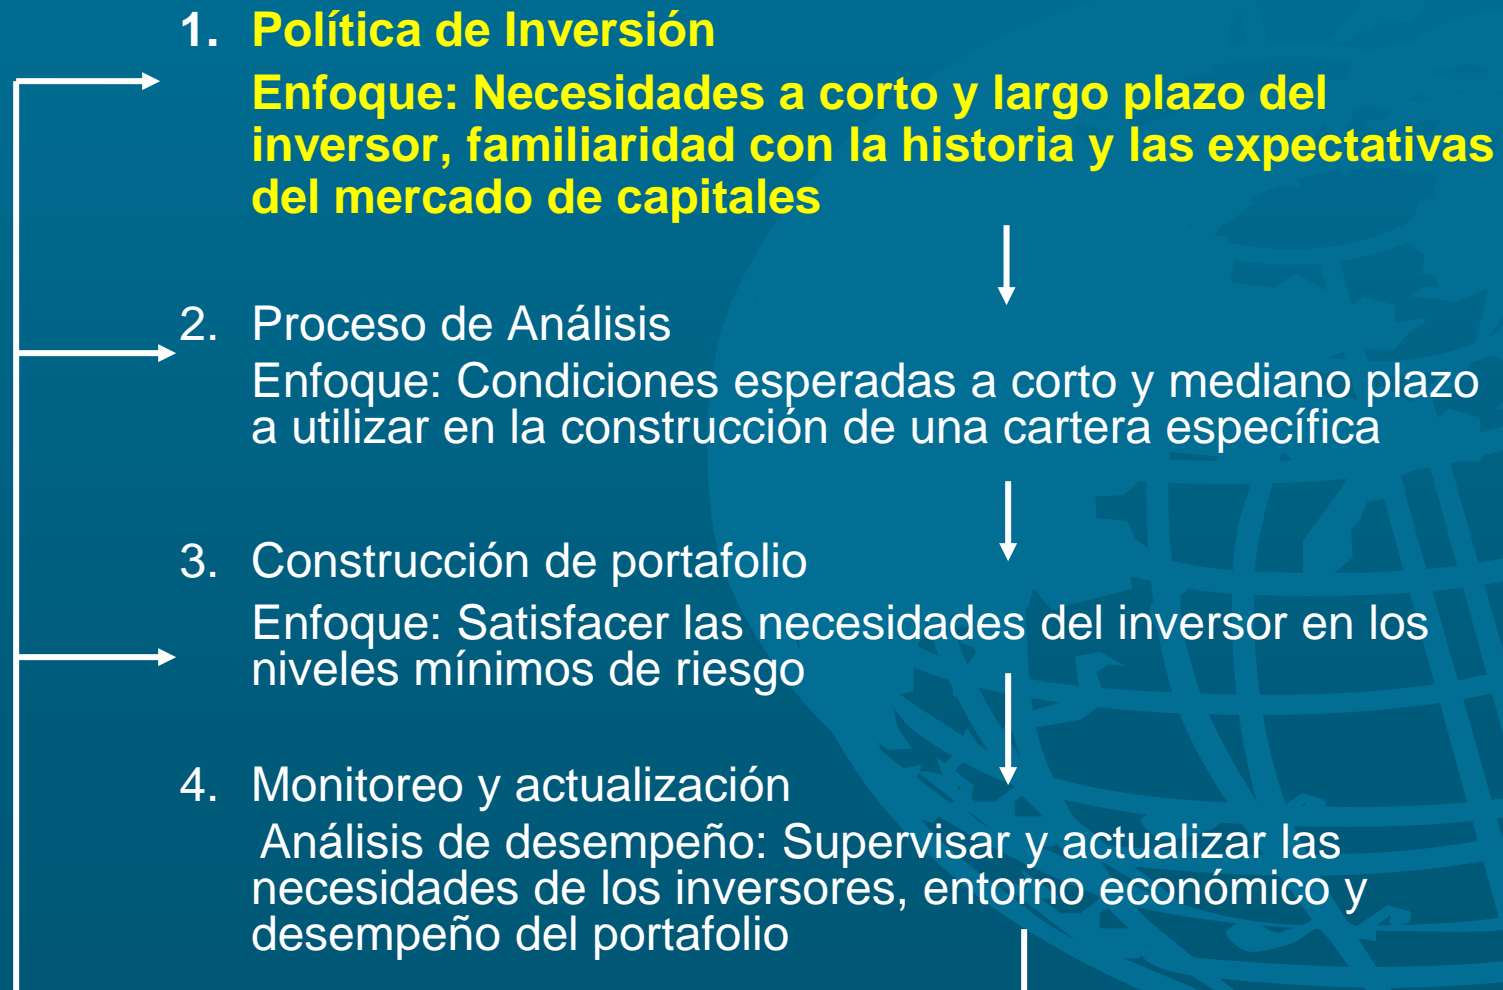 1. Política de Inversión
Enfoque: Necesidades a corto y largo plazo del
inversor, familiaridad con la historia y las expectativas
del mercado de capitales
2. Proceso de Análisis
Enfoque: Condiciones esperadas a corto y mediano plazo
a utilizar en la construcción de una cartera específica
3. Construcción de portafolio
Enfoque: Satisfacer las necesidades del inversor en los
niveles mínimos de riesgo
4. Monitoreo y actualización
Análisis de desempeño: Supervisar y actualizar las
necesidades de los inversores, entorno económico y
desempeño del portafolio